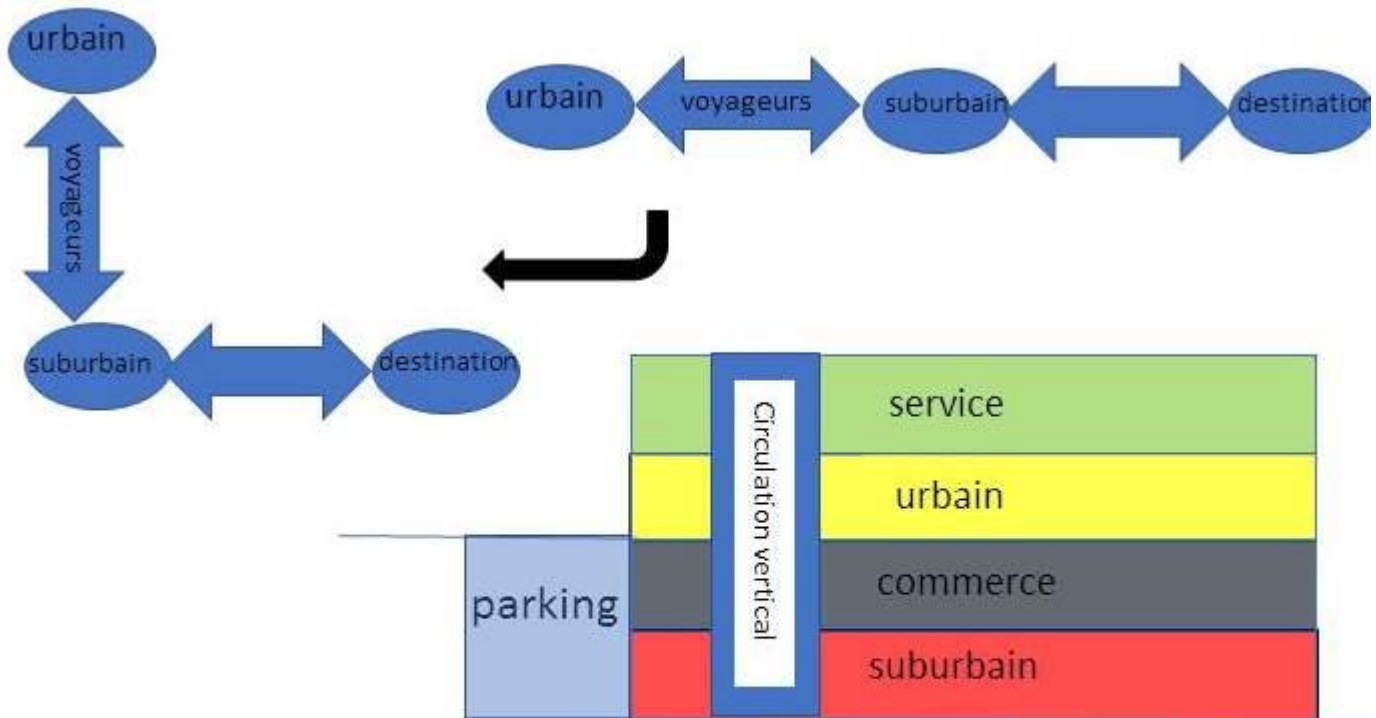 urbain
voyageurs
suburbain
destination
urbain
voyageurs
suburbain
destination
service
urbain
commerce
suburbain
parking
Circulation vertical